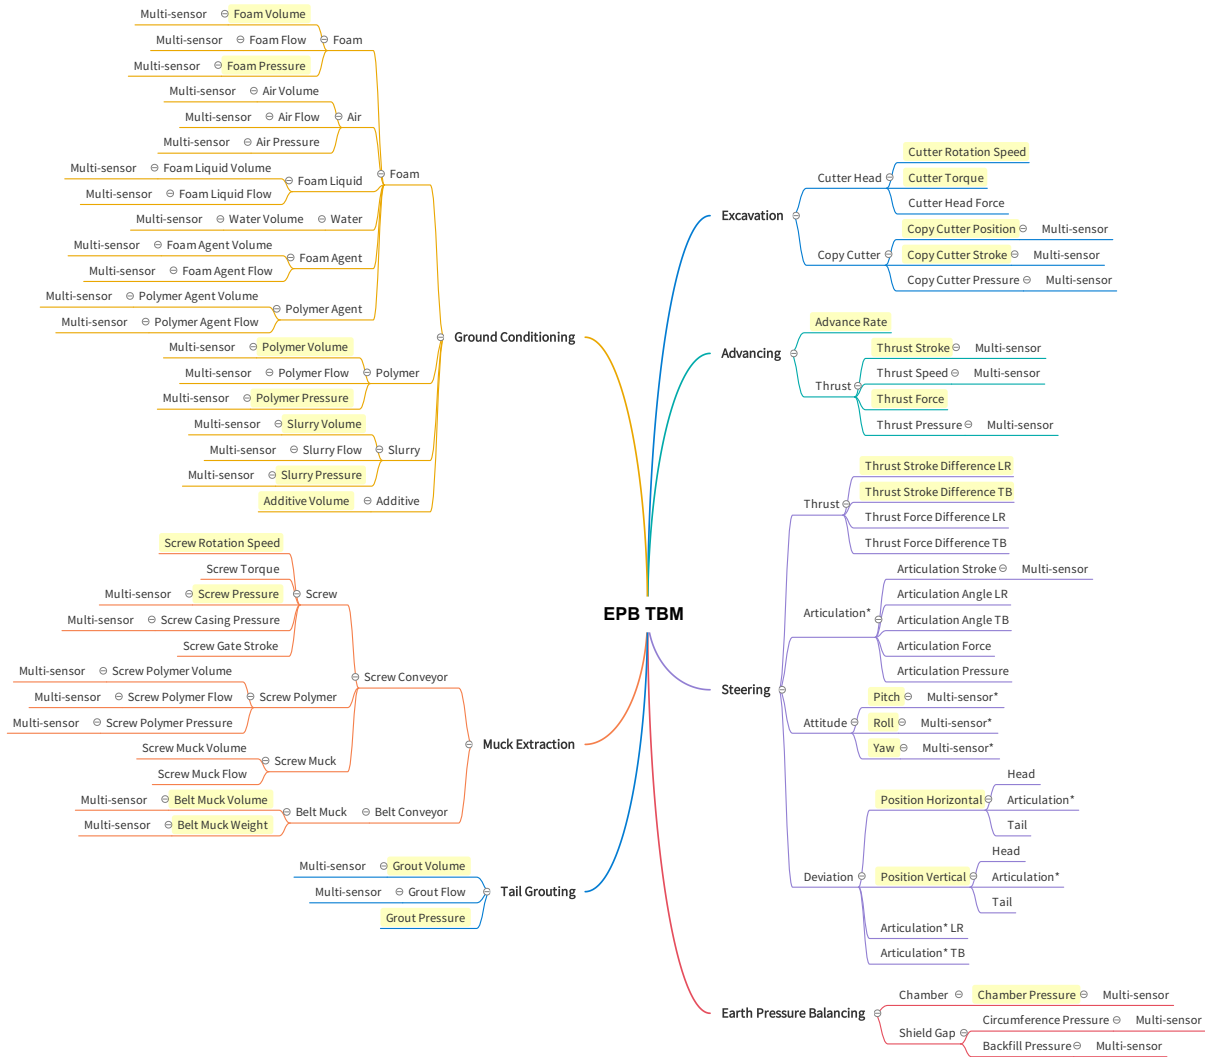 EPB TBM
Excavation
Cutter Head
Cutter Rotation Speed
Cutter Torque
Cutter Head Force
Copy Cutter
Copy Cutter Position Multi-sensor
Copy Cutter Stroke Multi-sensor
Copy Cutter Pressure Multi-sensor
Advancing
Advance Rate
Thrust
Thrust Stroke Multi-sensor
Thrust Speed Multi-sensor
Thrust Force
Thrust Pressure Multi-sensor
Steering
Thrust
Thrust Stroke Difference LR
Thrust Stroke Difference TB
Thrust Force Difference LR
Thrust Force Difference TB
Articulation*
Articulation Stroke Multi-sensor
Articulation Angle LR
Articulation Angle TB
Articulation Force
Articulation Pressure
Attitude
Pitch Multi-sensor*
Roll Multi-sensor*
Yaw Multi-sensor*
Deviation
Position Horizontal
Head
Articulation*
Tail
Position Vertical
Head
Articulation*
Tail
Articulation* LR
Articulation* TB
Earth Pressure Balancing
Chamber Chamber Pressure Multi-sensor
Shield Gap
Circumference Pressure Multi-sensor
Backfill Pressure Multi-sensor
Ground Conditioning
Foam
Foam
Multi-sensor Foam Volume
Multi-sensor Foam Flow
Multi-sensor Foam Pressure
Air
Multi-sensor Air Volume
Multi-sensor Air Flow
Multi-sensor Air Pressure
Foam Liquid
Multi-sensor Foam Liquid Volume
Multi-sensor Foam Liquid Flow
Multi-sensor Water Volume Water
Foam Agent
Multi-sensor Foam Agent Volume
Multi-sensor Foam Agent Flow
Polymer Agent
Multi-sensor Polymer Agent Volume
Multi-sensor Polymer Agent Flow
Polymer
Multi-sensor Polymer Volume
Multi-sensor Polymer Flow
Multi-sensor Polymer Pressure
Slurry
Multi-sensor Slurry Volume
Multi-sensor Slurry Flow
Multi-sensor Slurry Pressure
Additive Volume Additive
Muck Extraction
Screw Conveyor
Screw
Screw Rotation Speed
Screw Torque
Multi-sensor Screw Pressure
Multi-sensor Screw Casing Pressure
Screw Gate Stroke
Screw Polymer
Multi-sensor Screw Polymer Volume
Multi-sensor Screw Polymer Flow
Multi-sensor Screw Polymer Pressure
Screw Muck
Screw Muck Volume
Screw Muck Flow
Belt Muck Belt Conveyor
Multi-sensor Belt Muck Volume
Multi-sensor Belt Muck Weight
Tail Grouting
Multi-sensor Grout Volume
Multi-sensor Grout Flow
Grout Pressure